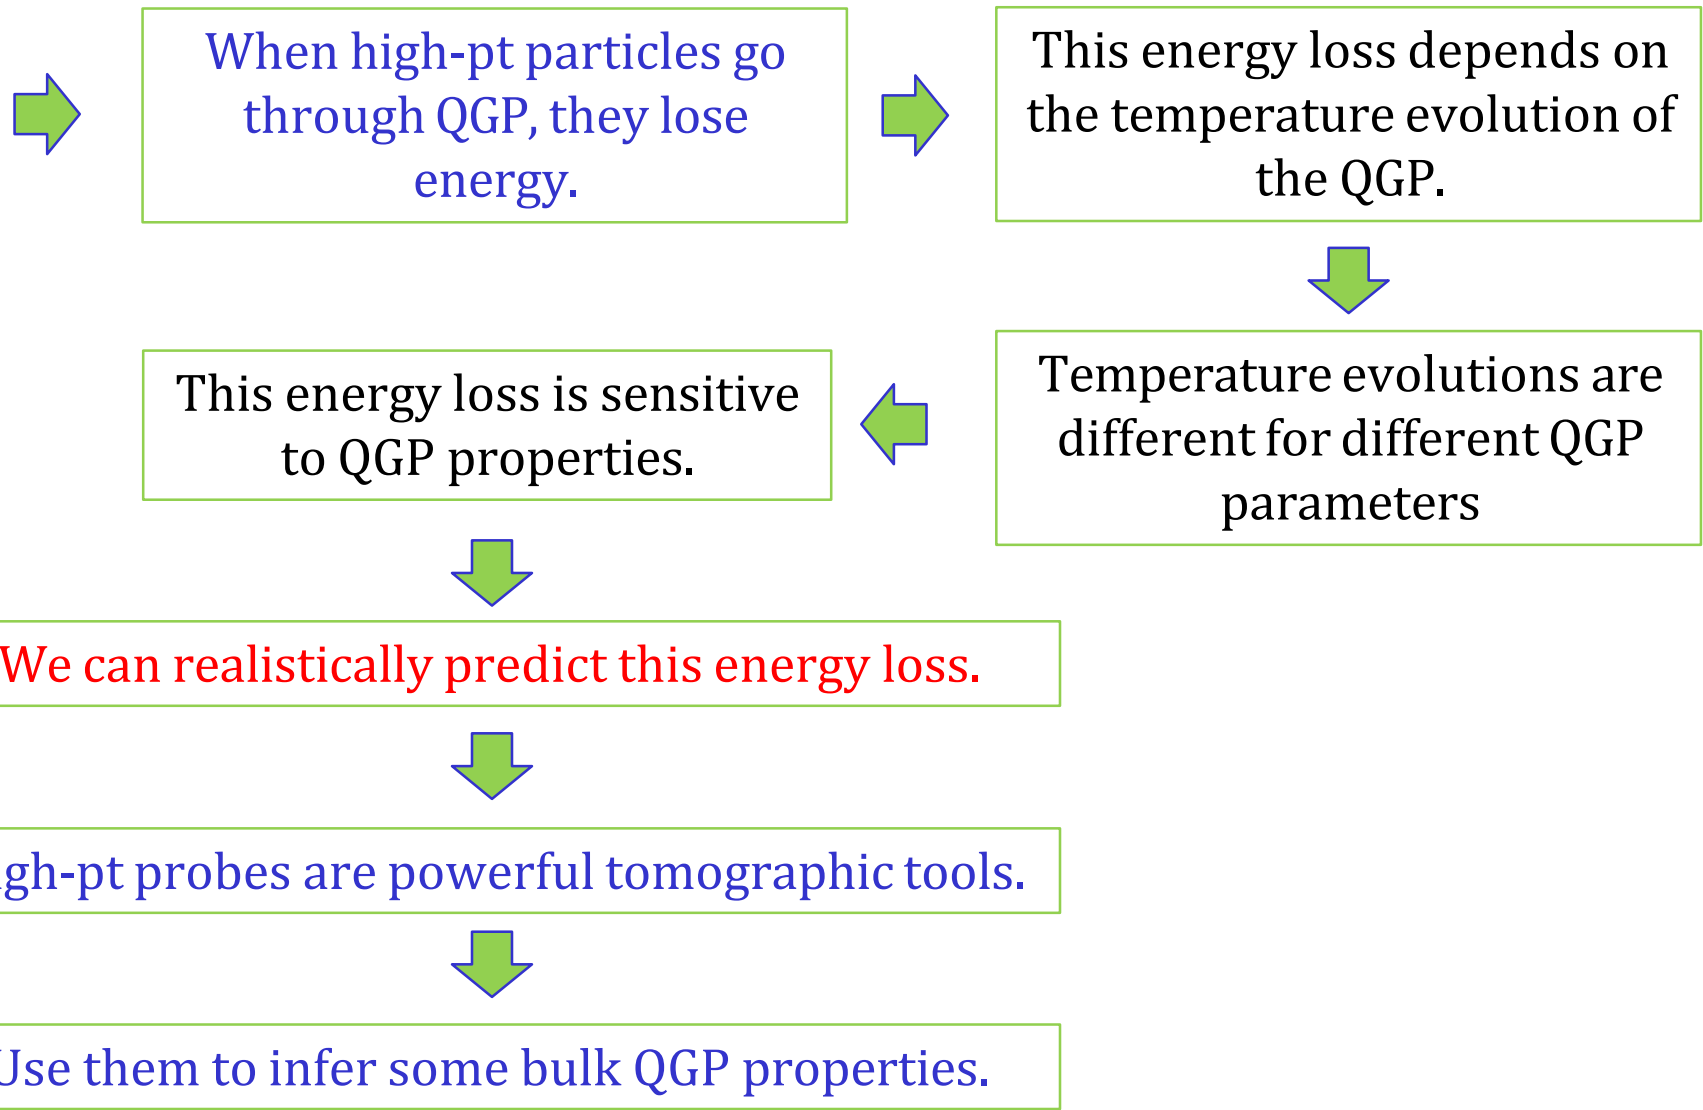 When high-pt particles go
through QGP, they lose
energy.
This energy loss depends on
the temperature evolution of
the QGP.
Temperature evolutions are
different for different QGP
parameters
This energy loss is sensitive
to QGP properties.
We can realistically predict this energy loss.
gh-pt probes are powerful tomographic tools.
Use them to infer some bulk QGP properties.